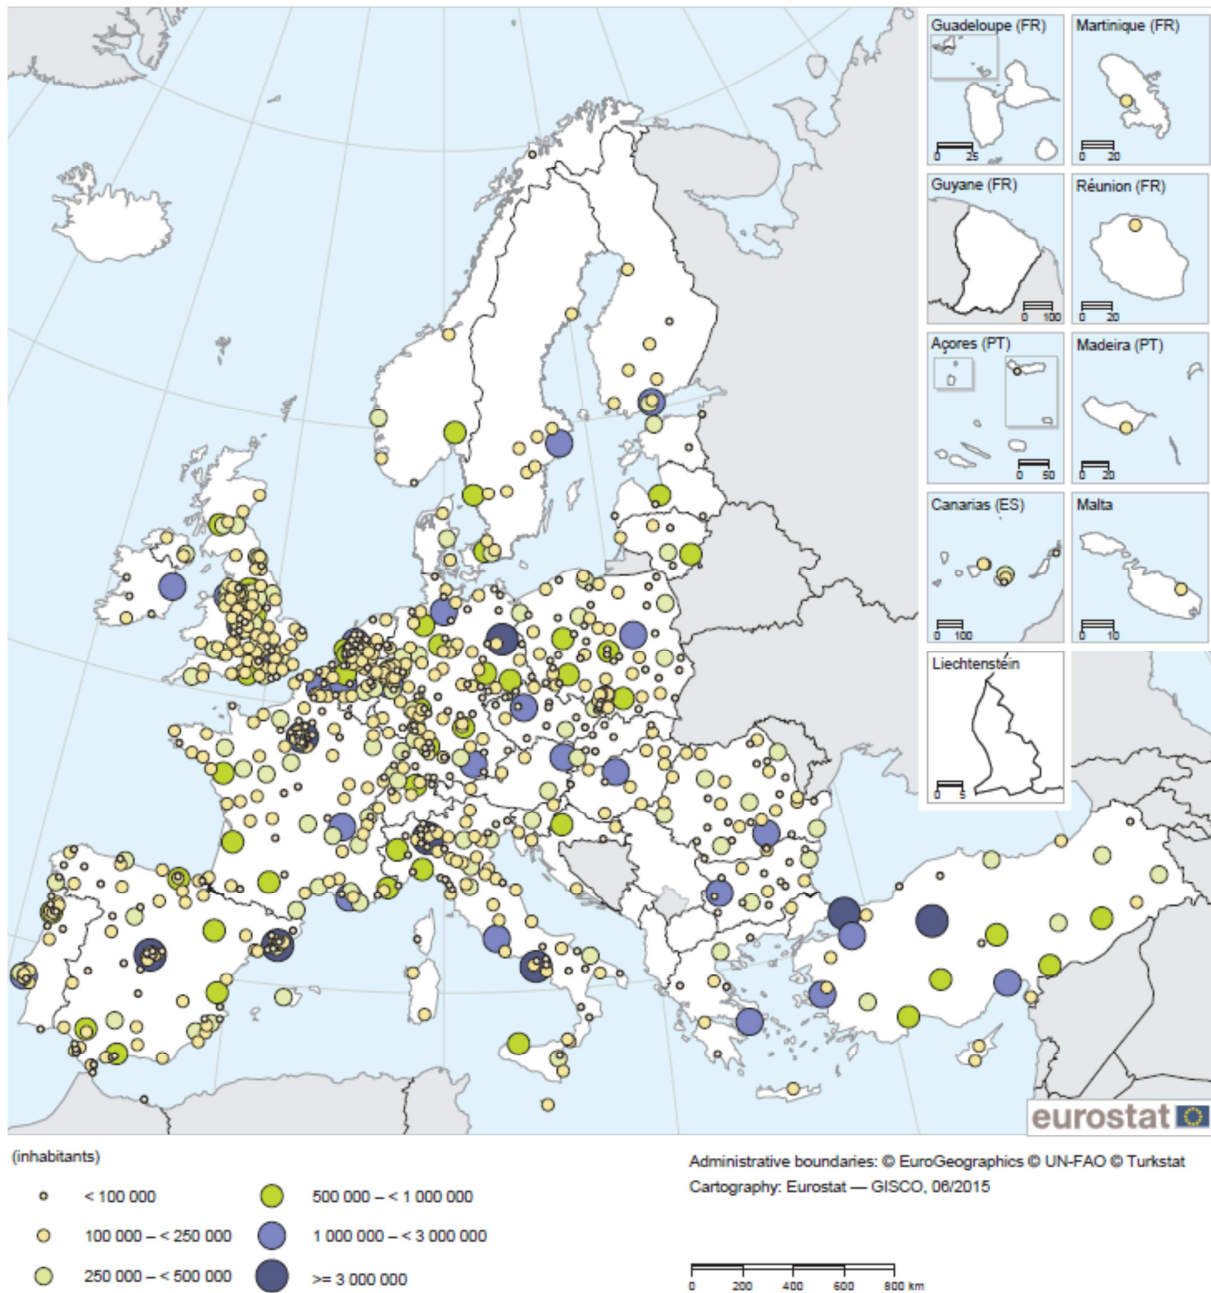 Guadeloupe (FR)
0 25
Martinique (FR)
0 20
Guyane (FR)
0 100
Réunion (FR)
0 20
Açores (PT)
0 50
Madeira (PT)
0 20
Canarias (ES)
0 100
Malta
0 10
Liechtenstein
0 5
eurostat
(inhabitants)
< 100 000
100 000 – < 250 000
250 000 – < 500 000
500 000 – < 1 000 000
1 000 000 – < 3 000 000
>= 3 000 000
Administrative boundaries: © EuroGeographics © UN-FAO © Turkstat
Cartography: Eurostat — GISCO, 06/2015
0 200 400 600 800 km